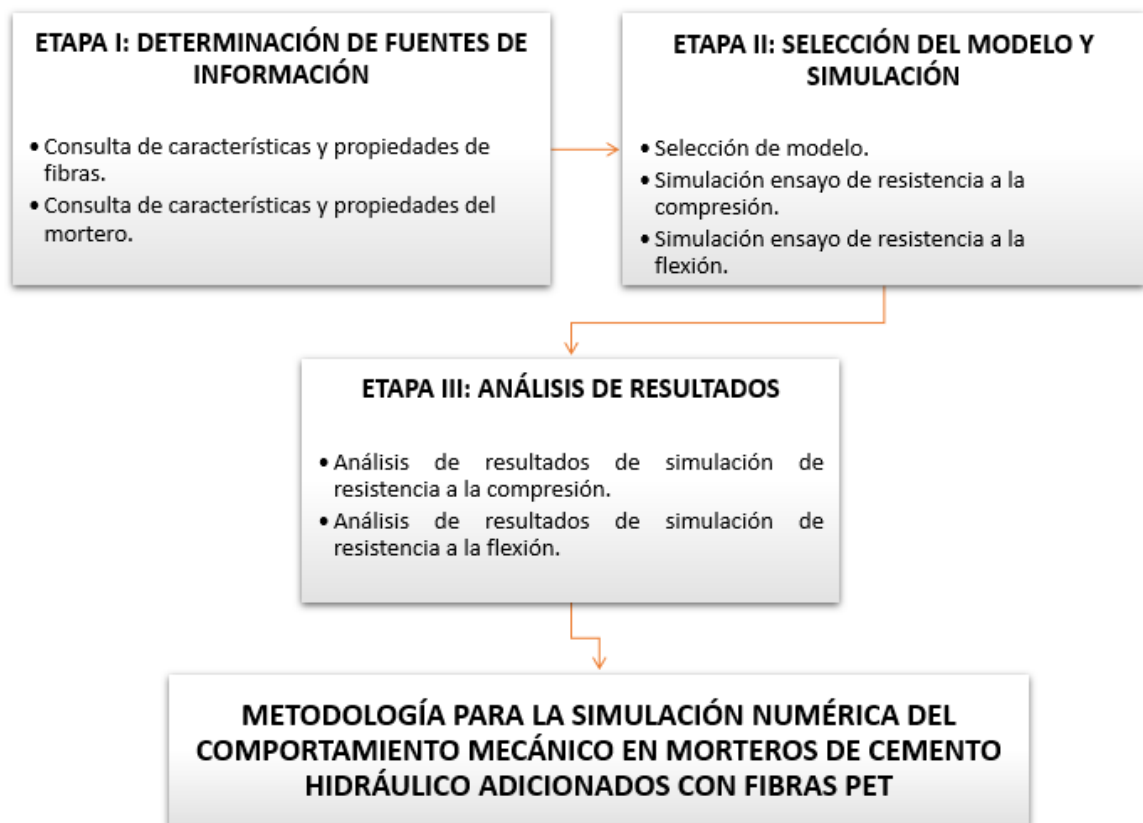 ETAPA I: DETERMINACIÓN DE FUENTES DE
INFORMACIÓN
• Consulta de características y propiedades de
fibras.
• Consulta de características y propiedades del
mortero.
ETAPA II: SELECCIÓN DEL MODELO Y
SIMULACIÓN
• Selección de modelo.
• Simulación ensayo de resistencia a la
compresión.
• Simulación ensayo de resistencia a la
flexión.
ETAPA III: ANÁLISIS DE RESULTADOS
• Análisis de resultados de simulación de
resistencia a la compresión.
• Análisis de resultados de simulación de
resistencia a la flexión.
METODOLOGÍA PARA LA SIMULACIÓN NUMÉRICA DEL
COMPORTAMIENTO MECÁNICO EN MORTEROS DE CEMENTO
HIDRÁULICO ADICIONADOS CON FIBRAS PET